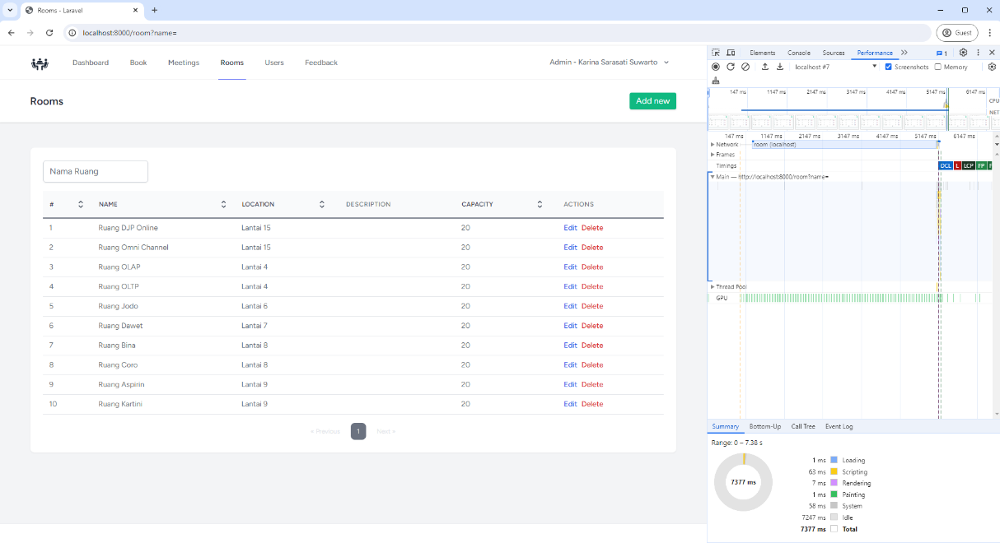 Rooms - Laravel
localhost:8000/room?name=
Guest
Dashboard Book Meetings Rooms Users Feedback Admin - Karina Sarasati Suwarto
Rooms Add new
Nama Ruang
# NAME LOCATION DESCRIPTION CAPACITY ACTIONS
1 Ruang DJP Online Lantai 15 20 Edit Delete
2 Ruang Omni Channel Lantai 15 20 Edit Delete
3 Ruang OLAP Lantai 4 20 Edit Delete
4 Ruang OLTP Lantai 4 20 Edit Delete
5 Ruang Jodo Lantai 6 20 Edit Delete
6 Ruang Dawet Lantai 7 20 Edit Delete
7 Ruang Bina Lantai 8 20 Edit Delete
8 Ruang Coro Lantai 8 20 Edit Delete
9 Ruang Aspirin Lantai 9 20 Edit Delete
10 Ruang Kartini Lantai 9 20 Edit Delete
« Previous 1 Next »
Elements Console Sources Performance 1
localhost #7 Screenshots Memory
147 ms 1147 ms 2147 ms 3147 ms 4147 ms 5147 ms 6147 ms
CPU
NET
147 ms 1147 ms 2147 ms 3147 ms 4147 ms 5147 ms 6147 ms
Network room (localhost)
Frames
Timings DCL L LCP FP F
Main — http://localhost:8000/room?name=
Thread Pool
GPU
Summary Bottom-Up Call Tree Event Log
Range: 0 – 7.38 s
7377 ms
1 ms Loading
63 ms Scripting
7 ms Rendering
1 ms Painting
58 ms System
7247 ms Idle
7377 ms Total